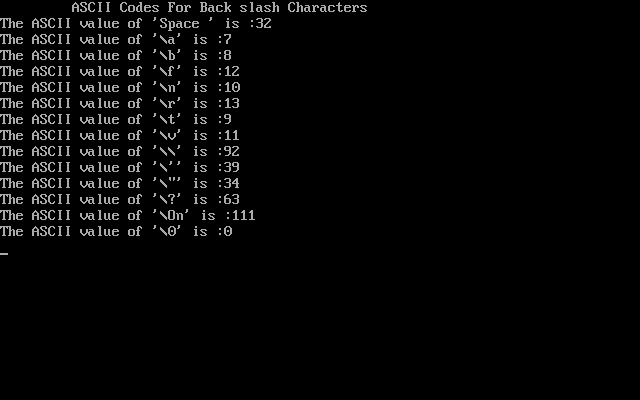 ASCII Codes For Back slash Characters
The ASCII value of 'Space ' is :32
The ASCII value of '\a' is :7
The ASCII value of '\b' is :8
The ASCII value of '\f' is :12
The ASCII value of '\n' is :10
The ASCII value of '\r' is :13
The ASCII value of '\t' is :9
The ASCII value of '\v' is :11
The ASCII value of '\\' is :92
The ASCII value of '\'' is :39
The ASCII value of '\"' is :34
The ASCII value of '\?' is :63
The ASCII value of '\On' is :111
The ASCII value of '\0' is :0